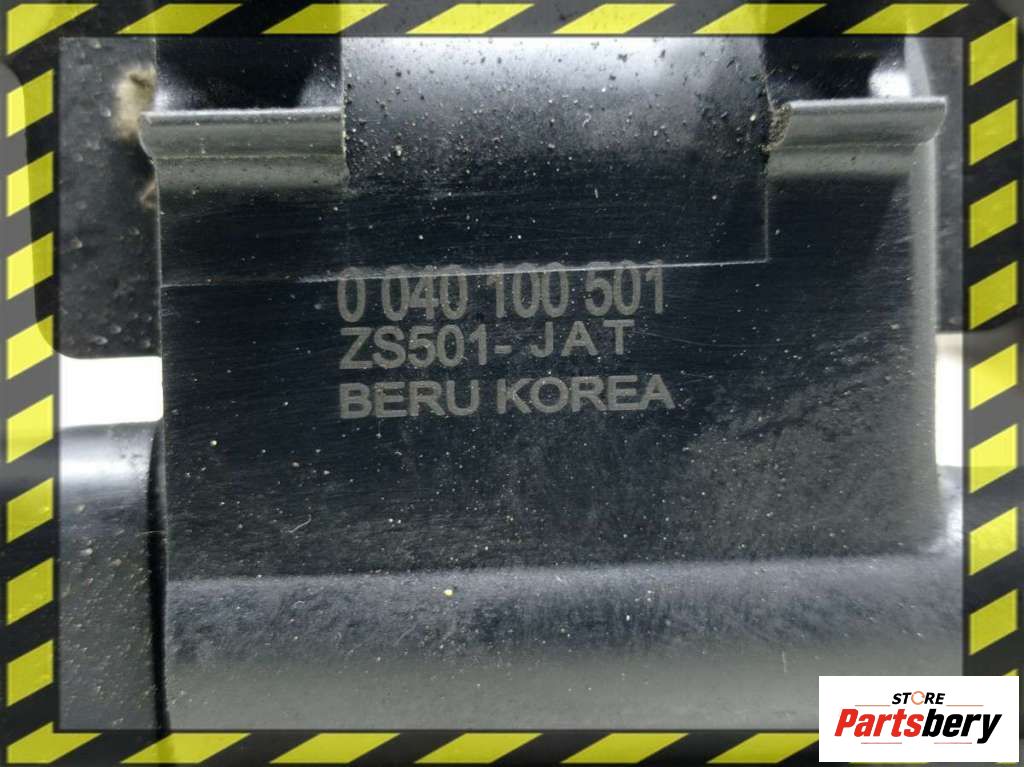 0 040 100 501
ZS501-JAT
BERU KOREA
STORE
Partsbery